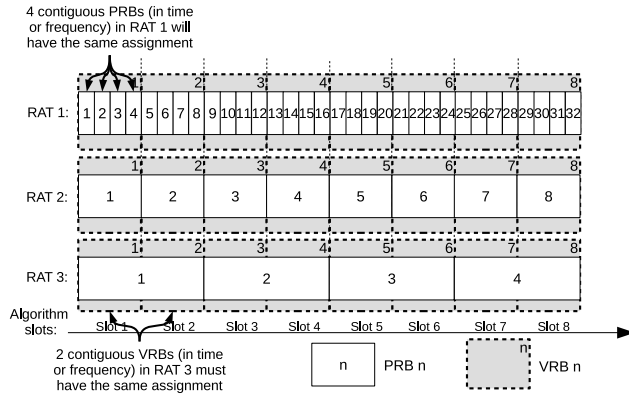 4 contiguous PRBs (in time
or frequency) in RAT 1 will
have the same assignment
1 2 3 4 5 6 7 8
RAT 1: 1 2 3 4 5 6 7 8 9 10 11 12 13 14 15 16 17 18 19 20 21 22 23 24 25 26 27 28 29 30 31 32
1 2 3 4 5 6 7 8
RAT 2: 1 2 3 4 5 6 7 8
1 2 3 4 5 6 7 8
RAT 3: 1 2 3 4
Algorithm
slots: Slot 1 Slot 2 Slot 3 Slot 4 Slot 5 Slot 6 Slot 7 Slot 8
2 contiguous VRBs (in time
or frequency) in RAT 3 must
have the same assignment
n PRB n
n VRB n